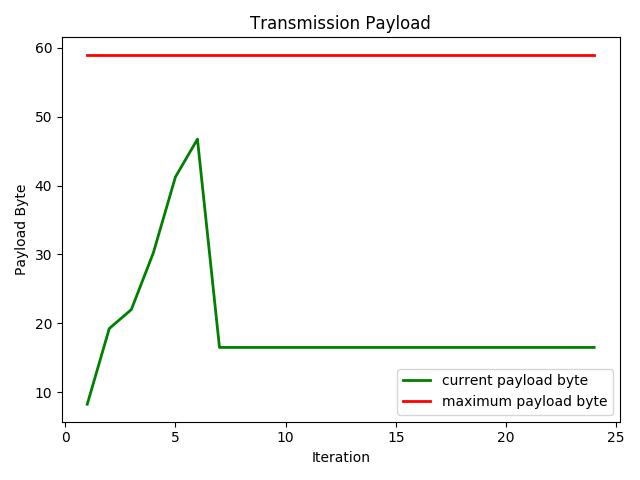 Transmission Payload
60
50
40
30
20
10
Payload Byte
current payload byte
maximum payload byte
0 5 10 15 20 25
Iteration